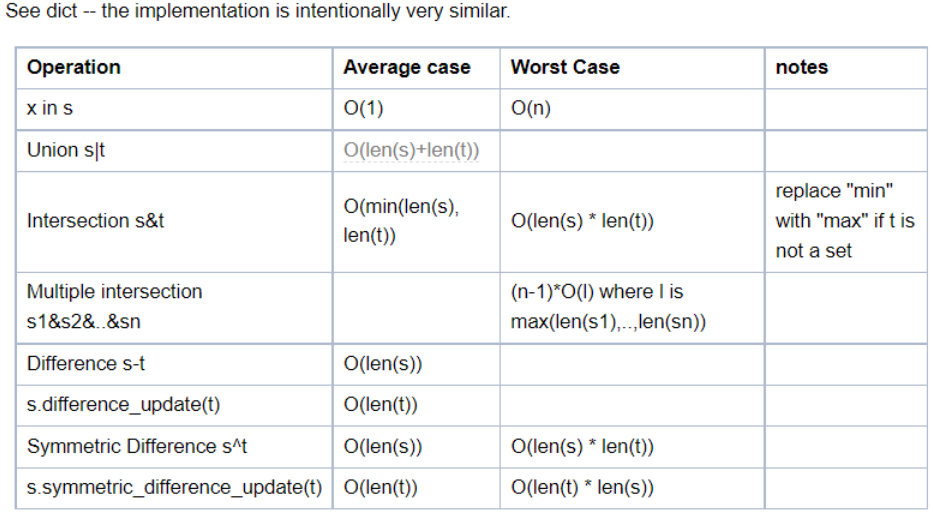 See dict -- the implementation is intentionally very similar.
Operation Average case Worst Case notes
x in s O(1) O(n)
Union s|t O(len(s)+len(t))
Intersection s&t O(min(len(s), len(t)) O(len(s) * len(t)) replace "min" with "max" if t is not a set
Multiple intersection s1&s2&..&sn (n-1)*O(l) where l is max(len(s1),..,len(sn))
Difference s-t O(len(s))
s.difference_update(t) O(len(t))
Symmetric Difference s^t O(len(s)) O(len(s) * len(t))
s.symmetric_difference_update(t) O(len(t)) O(len(t) * len(s))